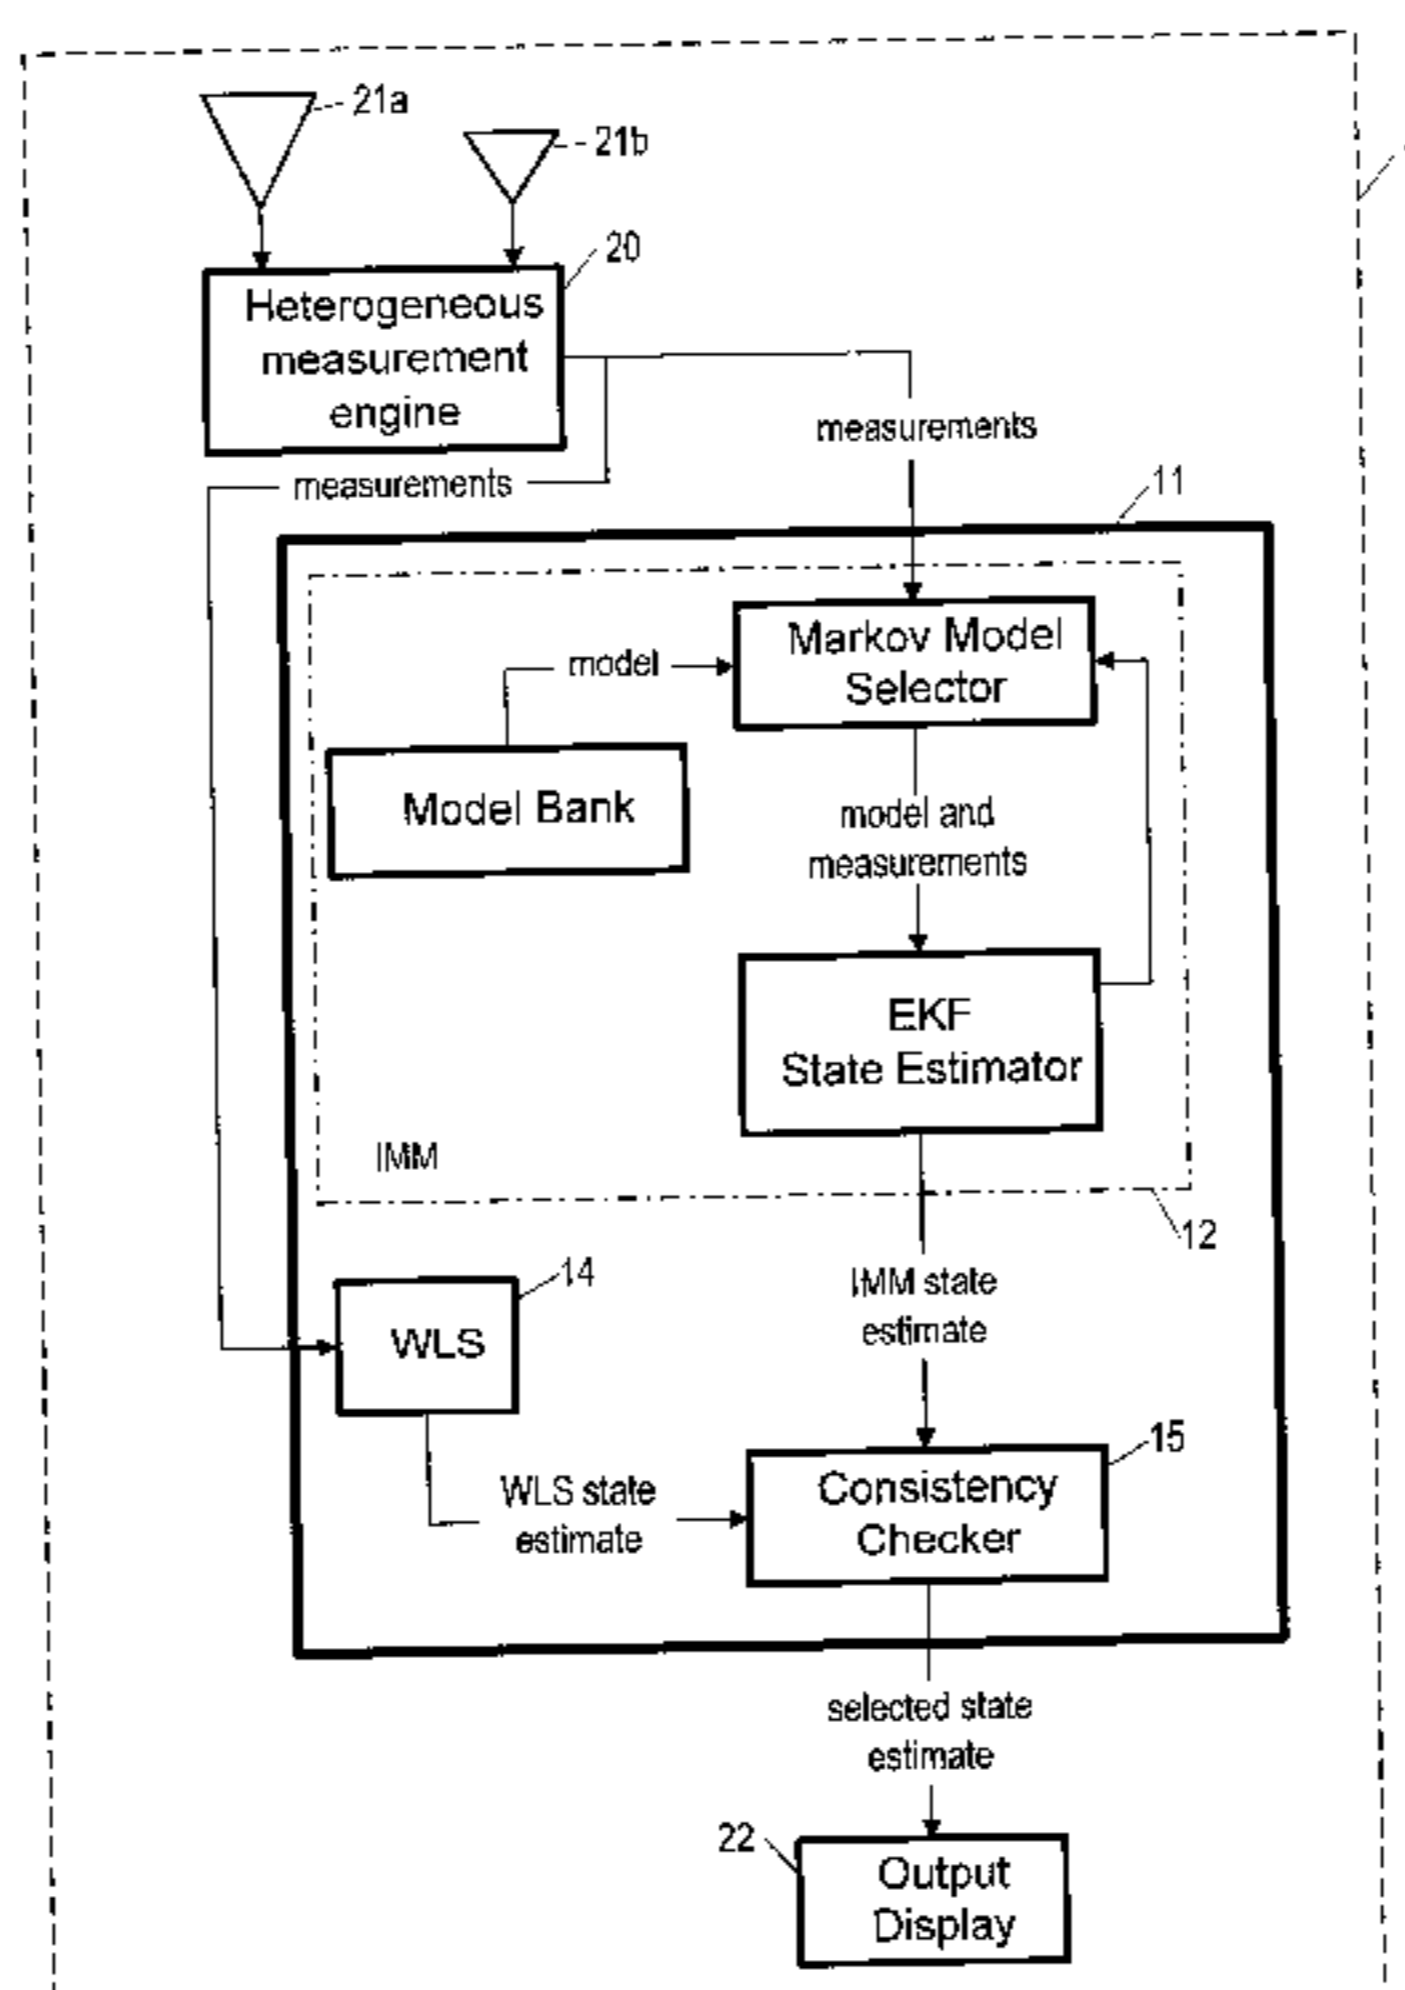 21a
21b
20
Heterogeneous
measurement
engine
measurements
measurements
11
Markov Model
Selector
model
Model Bank
model and
measurements
EKF
State Estimator
IMM
12
IMM state
estimate
14
WLS
15
WLS state
estimate
Consistency
Checker
selected state
estimate
22
Output
Display